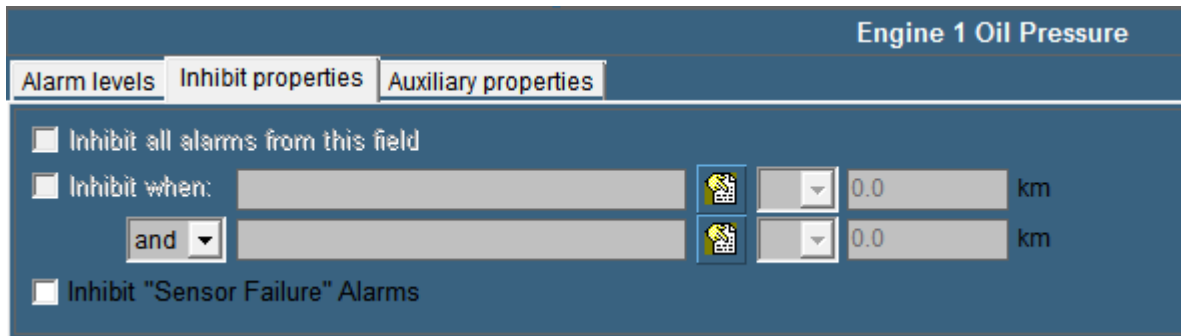 Engine 1 Oil Pressure
Alarm levels Inhibit properties Auxiliary properties
Inhibit all alarms from this field
Inhibit when: 0.0 km
and 0.0 km
Inhibit "Sensor Failure" Alarms